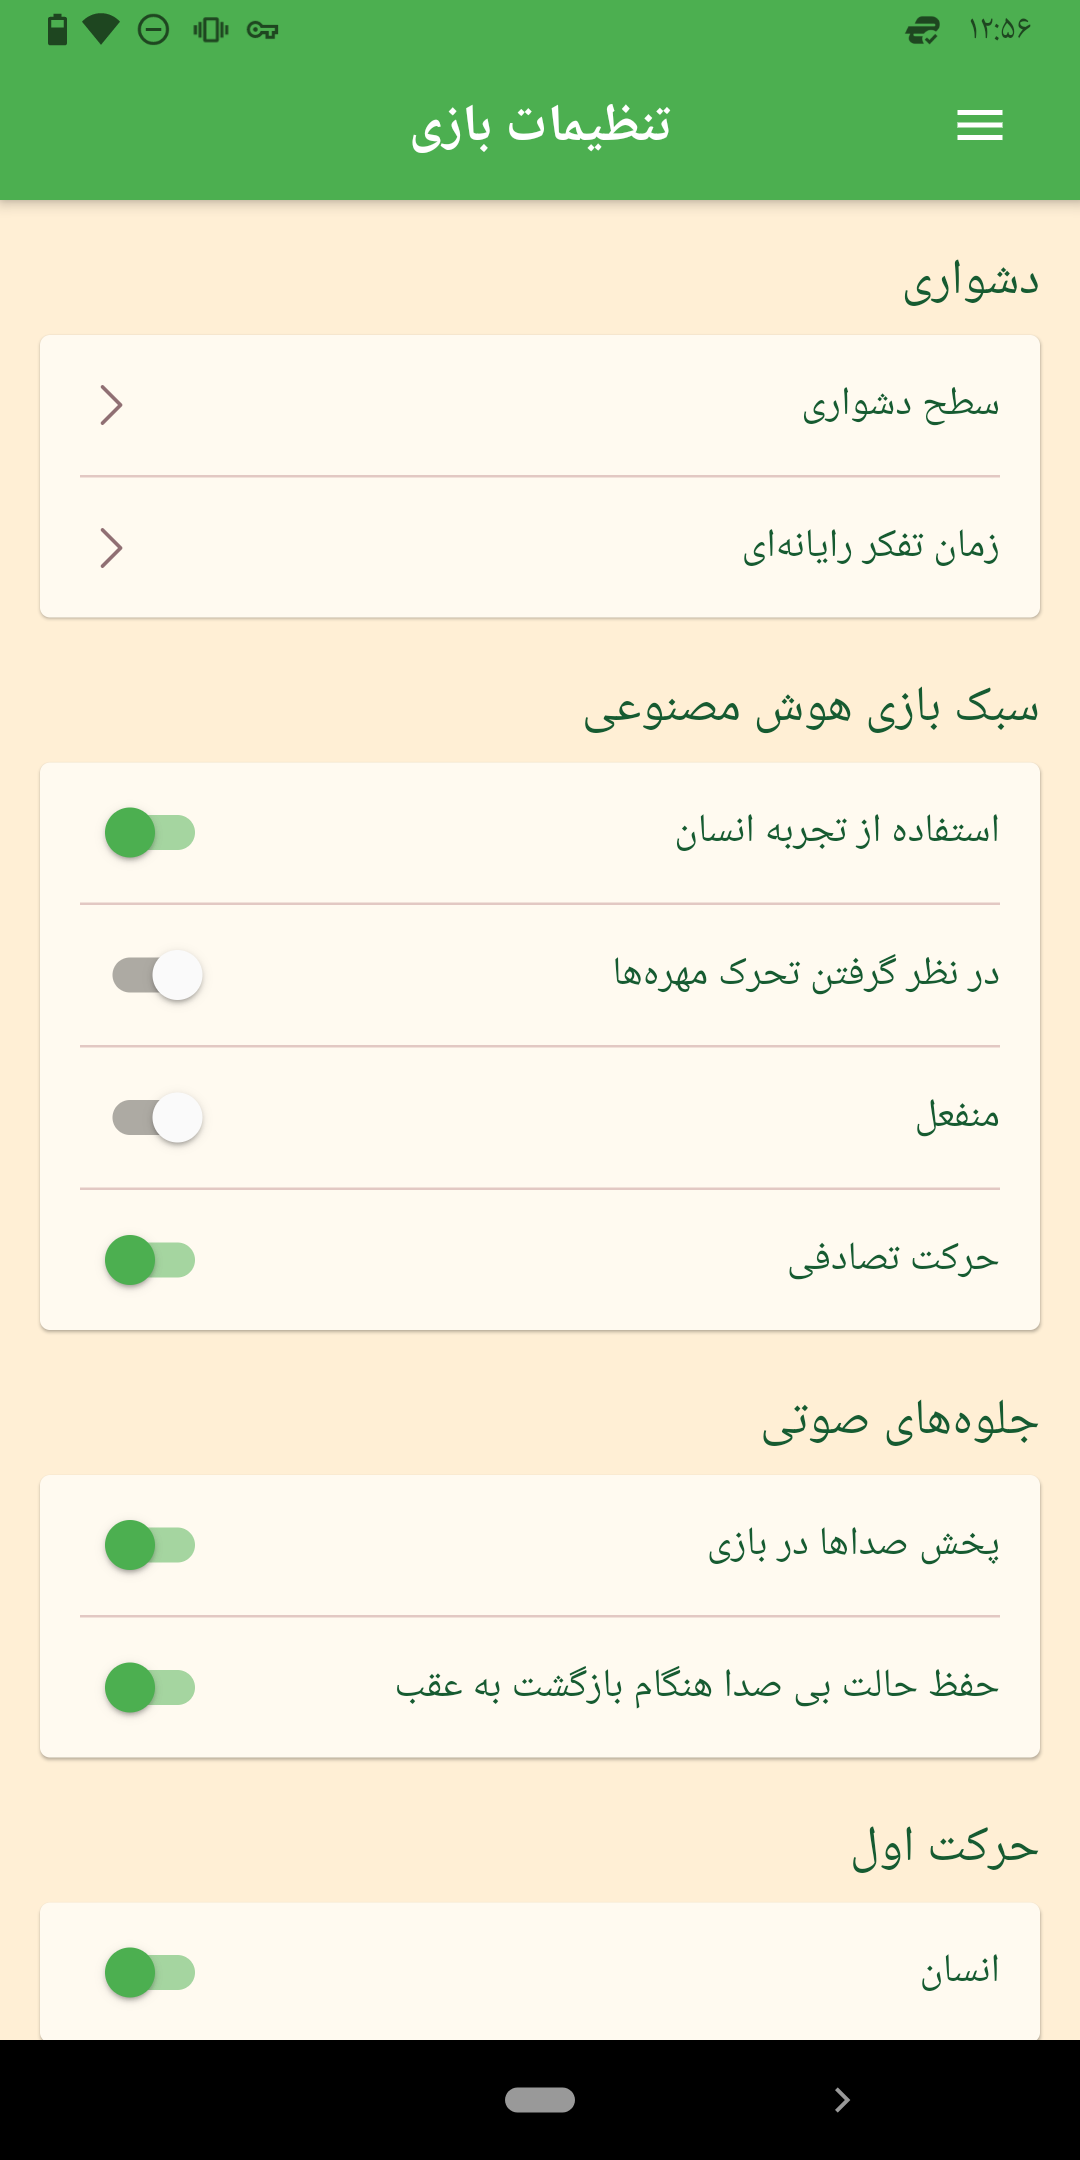 ۱۲:۵۶
تنظیمات بازی
دشواری
سطح دشواری
زمان تفکر رایانه‌ای
سبک بازی هوش مصنوعی
استفاده از تجربه انسان
در نظر گرفتن تحرک مهره‌ها
منفعل
حرکت تصادفی
جلوه‌های صوتی
پخش صداها در بازی
حفظ حالت بی صدا هنگام بازگشت به عقب
حرکت اول
انسان